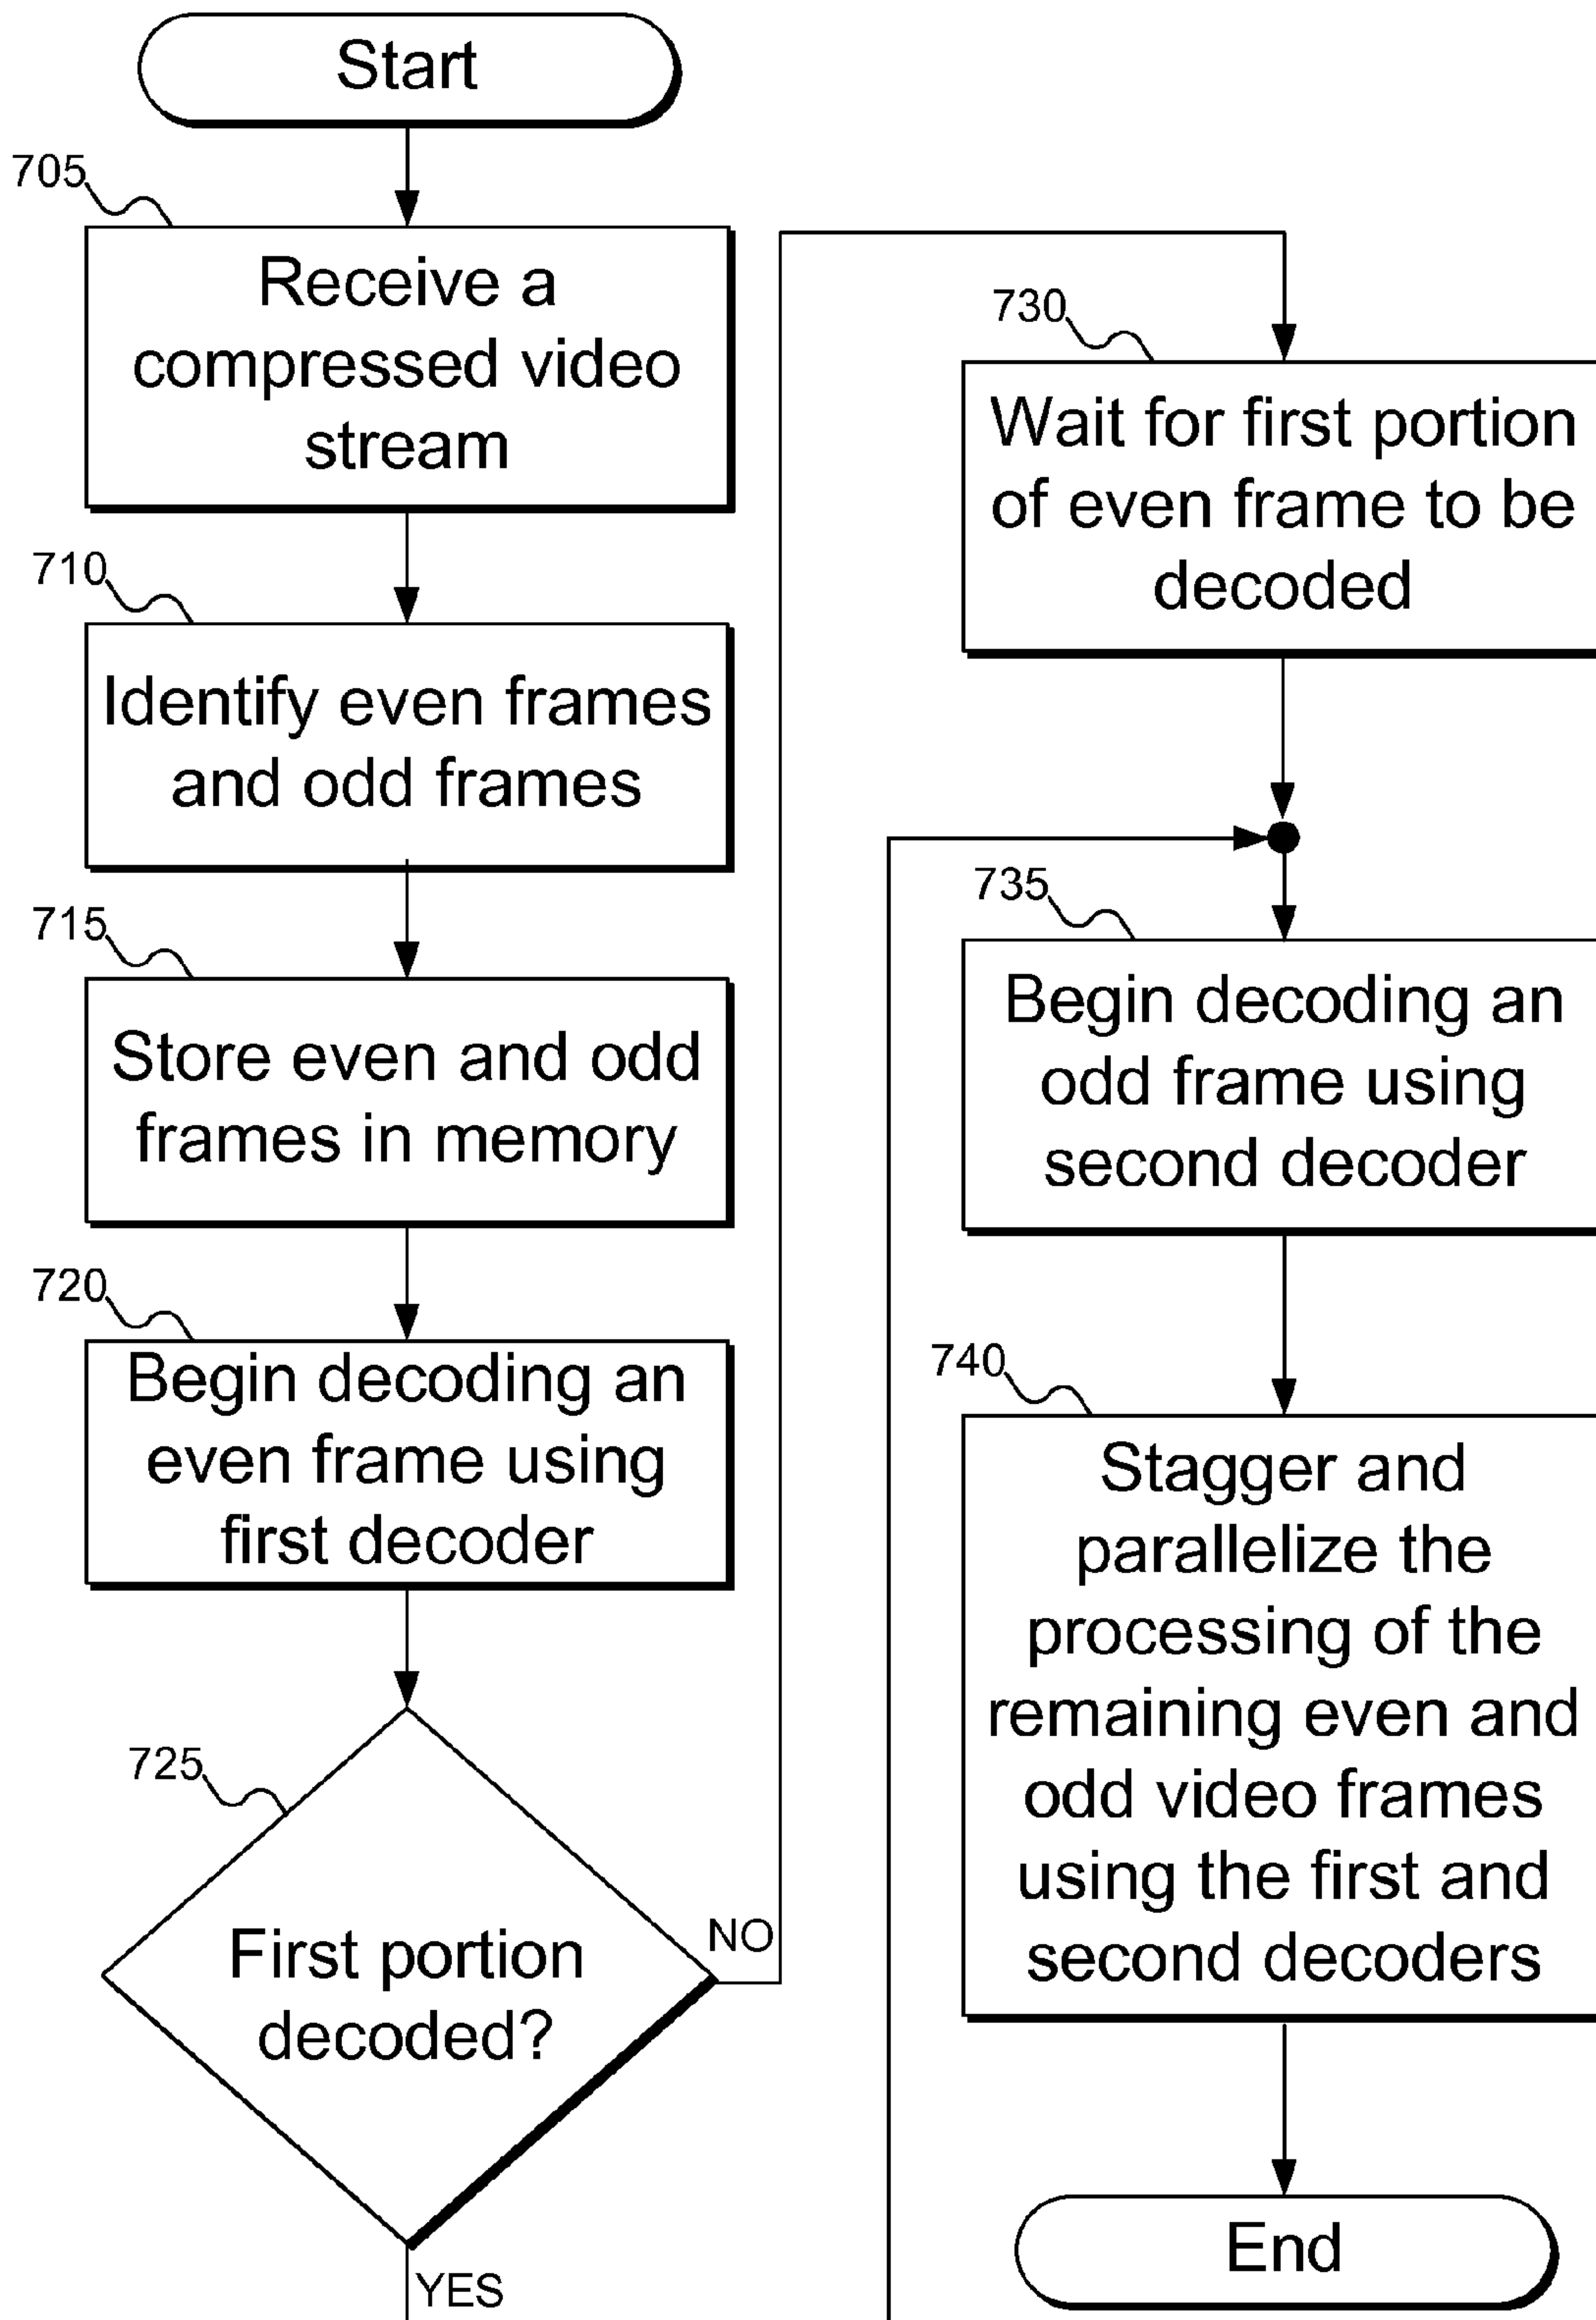 Start
705
Receive a
compressed video
stream
710
Identify even frames
and odd frames
715
Store even and odd
frames in memory
720
Begin decoding an
even frame using
first decoder
725
First portion
decoded?
NO
YES
730
Wait for first portion
of even frame to be
decoded
735
Begin decoding an
odd frame using
second decoder
740
Stagger and
parallelize the
processing of the
remaining even and
odd video frames
using the first and
second decoders
End